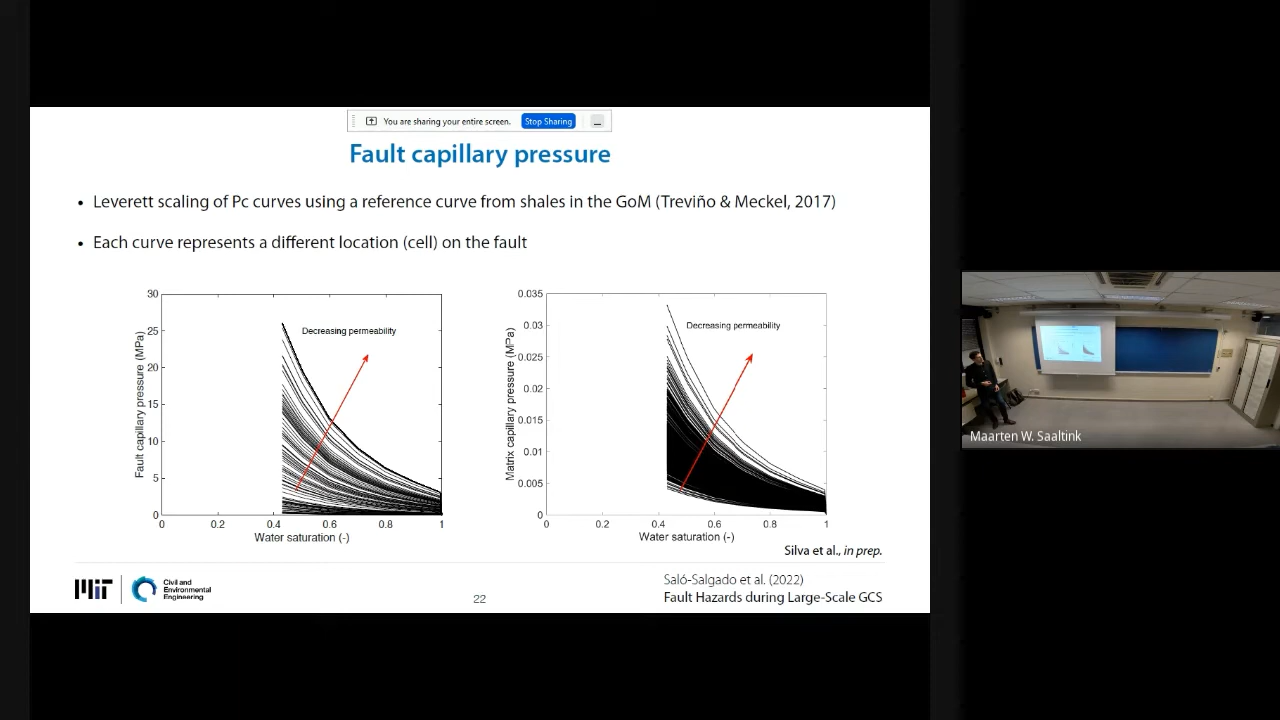 You are sharing your entire screen.
Stop Sharing
Fault capillary pressure
• Leverett scaling of Pc curves using a reference curve from shales in the GoM (Treviño & Meckel, 2017)
• Each curve represents a different location (cell) on the fault
30
25
20
15
10
5
0
Fault capillary pressure (MPa)
Decreasing permeability
0 0.2 0.4 0.6 0.8 1
Water saturation (-)
0.035
0.03
0.025
0.02
0.015
0.01
0.005
0
Matrix capillary pressure (MPa)
Decreasing permeability
0 0.2 0.4 0.6 0.8 1
Water saturation (-)
Silva et al., in prep.
MIT
Civil and
Environmental
Engineering
22
Saló-Salgado et al. (2022)
Fault Hazards during Large-Scale GCS
Maarten W. Saaltink